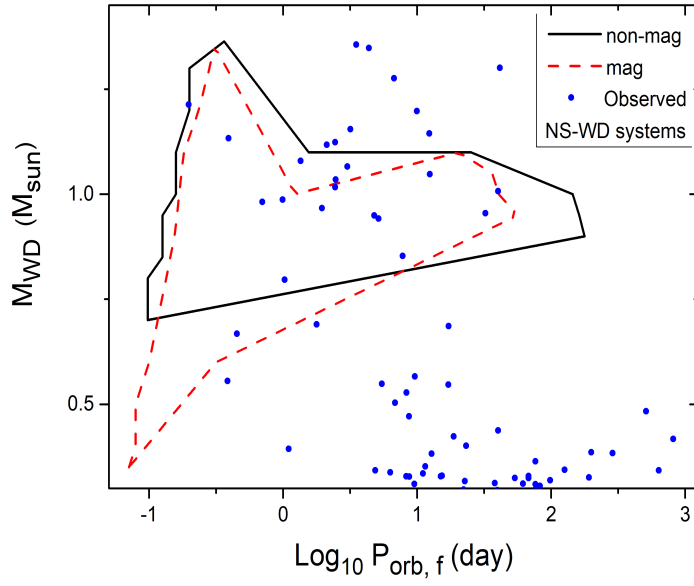 non-mag
mag
Observed
NS-WD systems
1.0
0.5
M_WD (M_sun)
-1
0
1
2
3
Log10 P_orb, f (day)